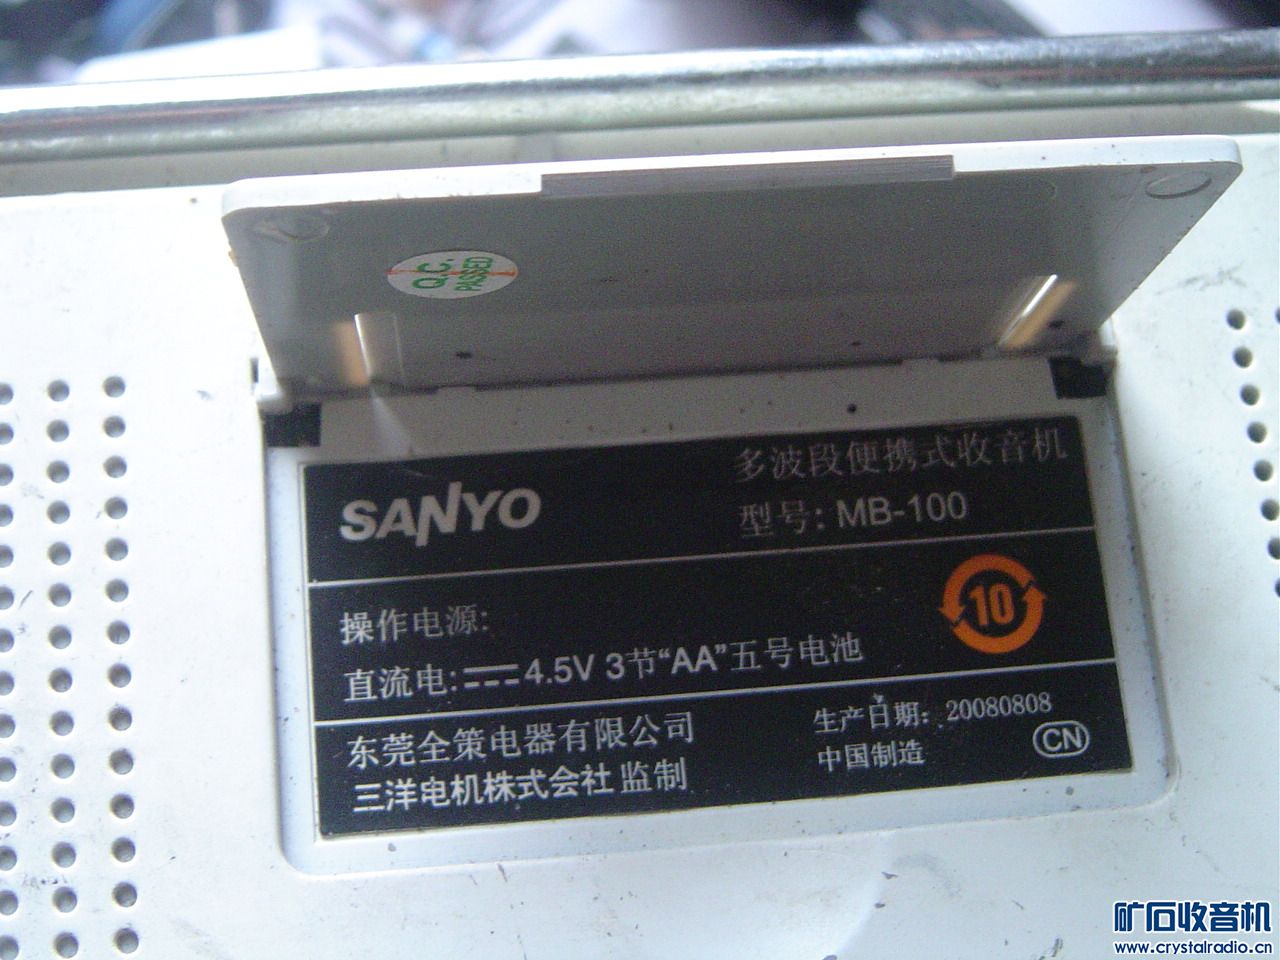 Q.C.
PASSED
SANYO
多波段便携式收音机
型号: MB-100
操作电源:
直流电: 4.5V 3节“AA”五号电池
10
东莞全策电器有限公司
三洋电机株式会社 监制
生产日期: 20080808
中国制造
CN
矿石收音机
www.crystalradio.cn